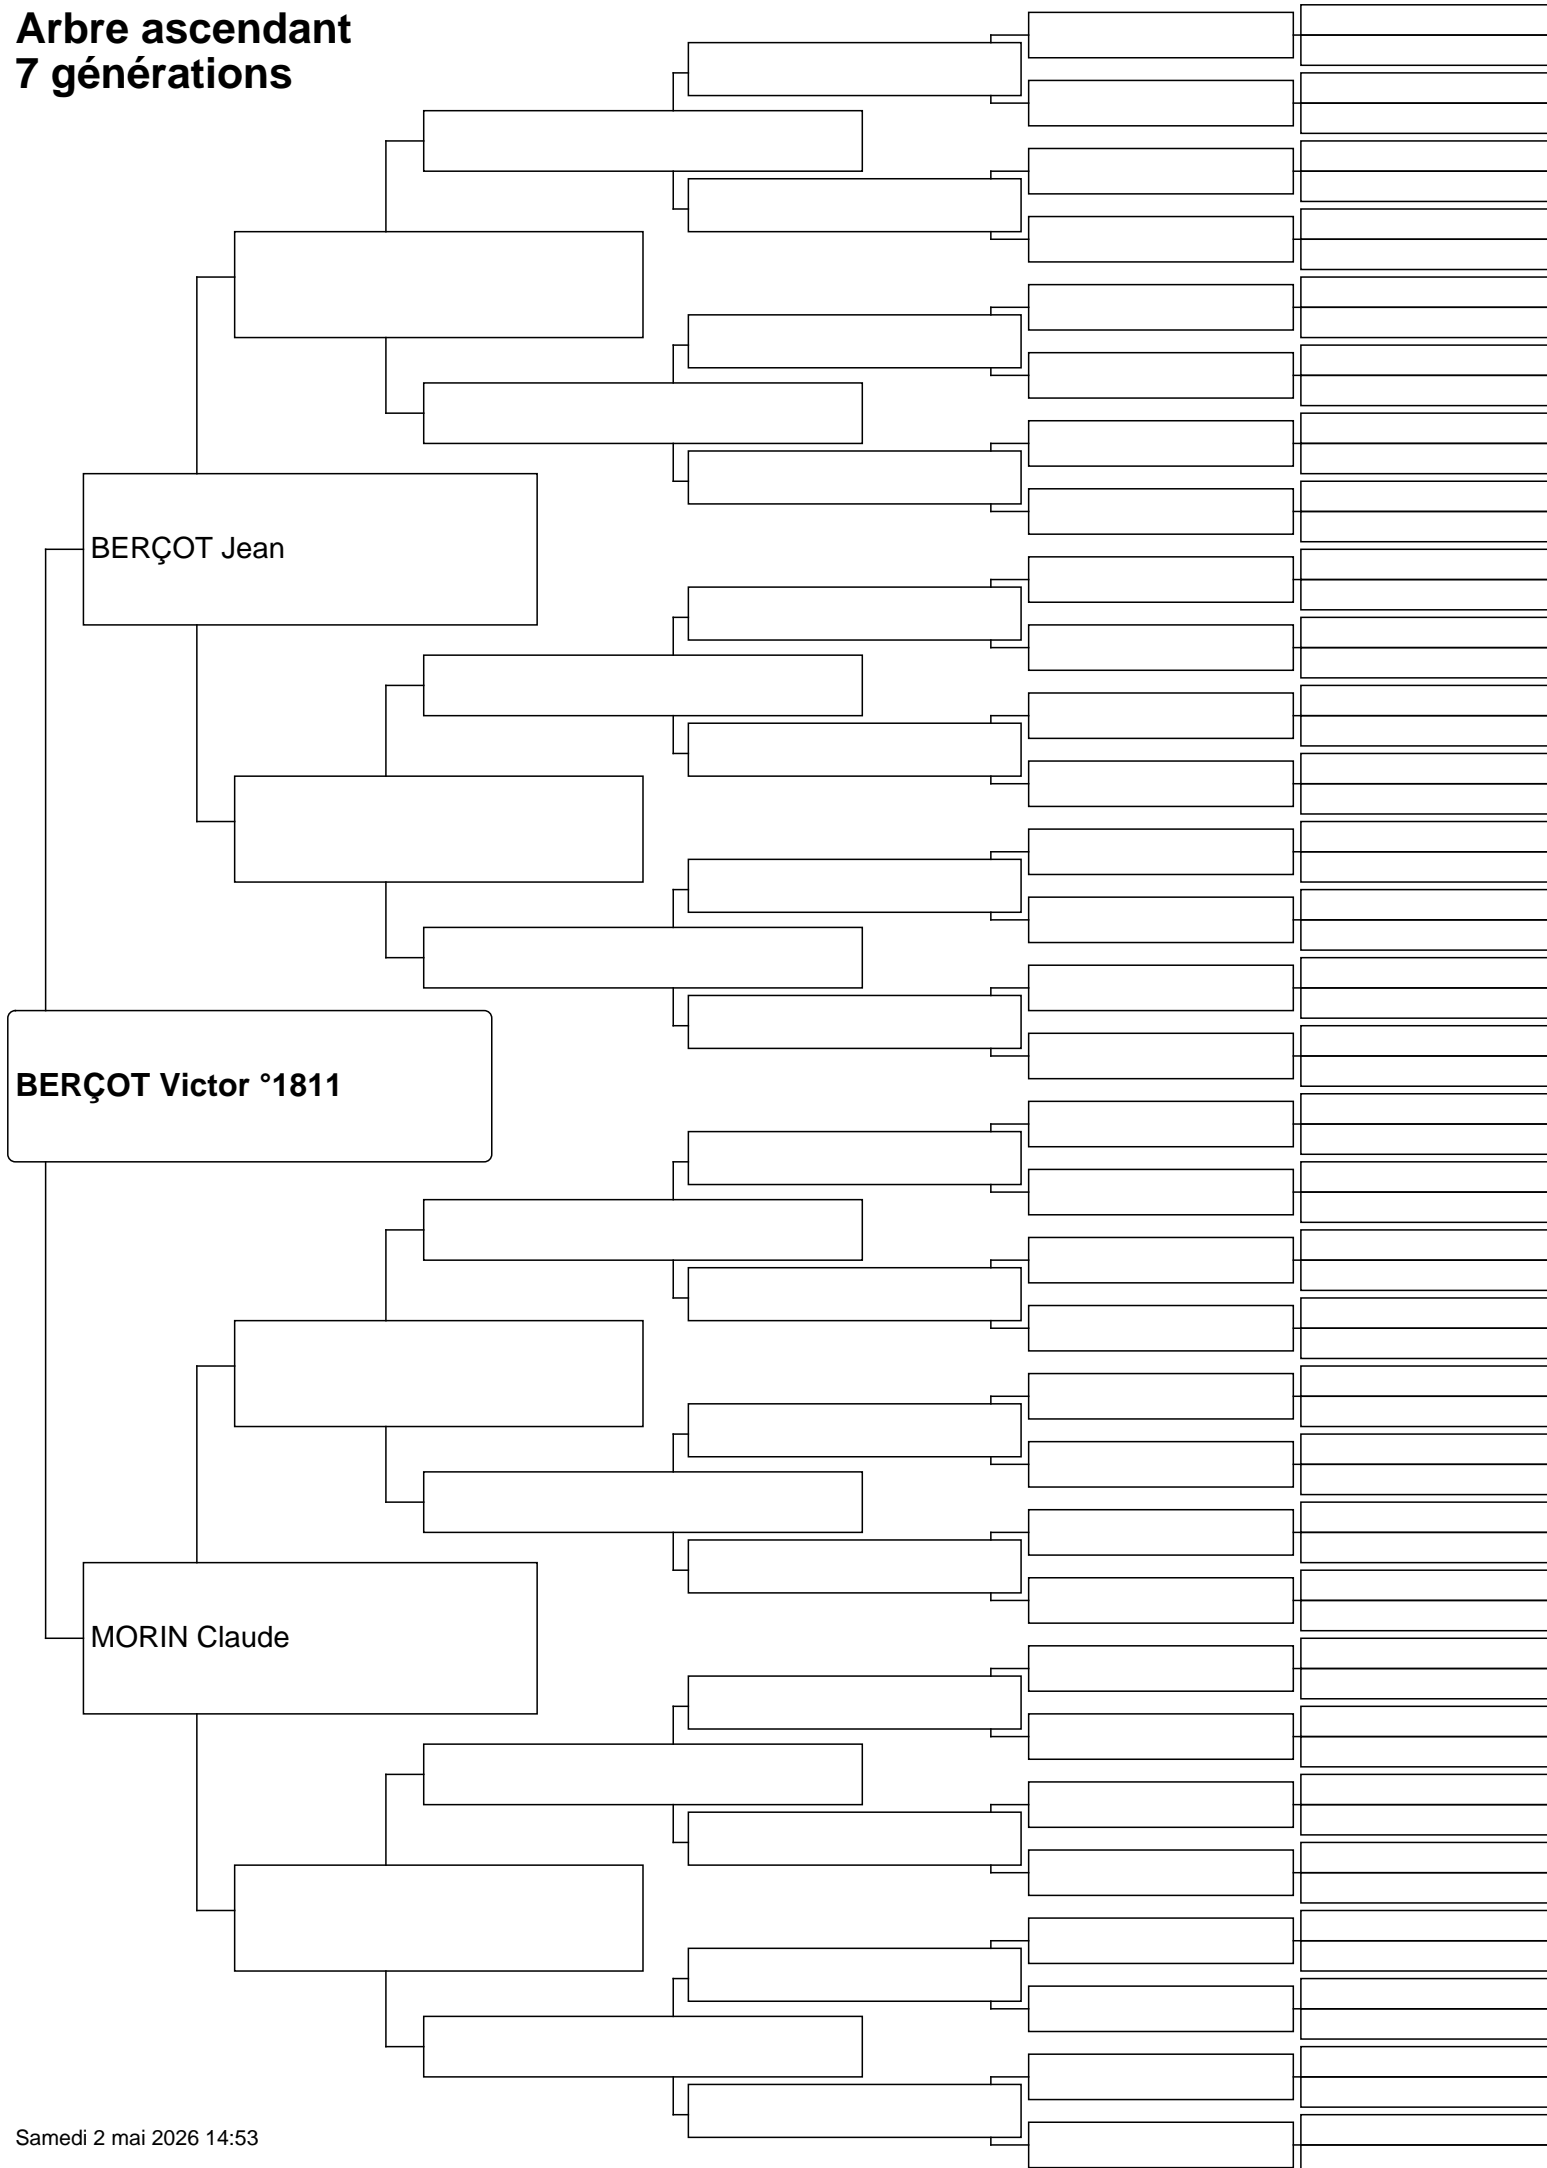 Arbre ascendant
7 générations
BERÇOT Jean
BERÇOT Victor °1811
MORIN Claude
Samedi 2 mai 2026 14:53